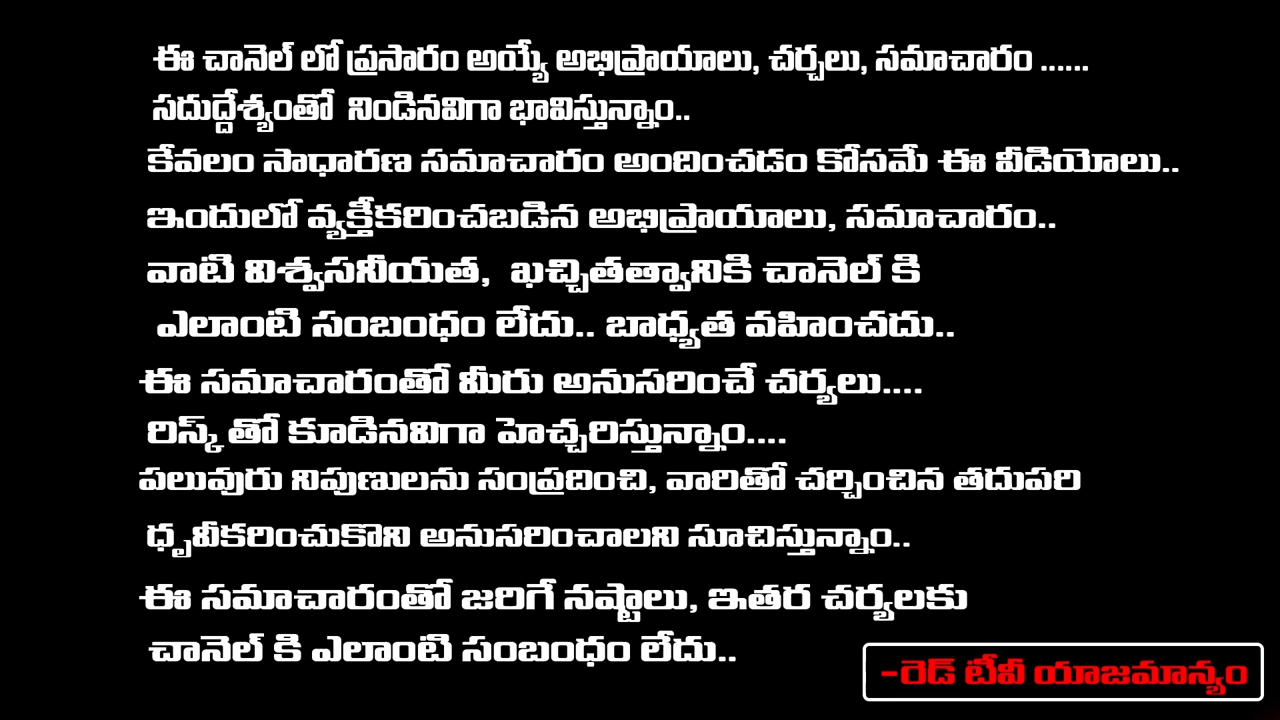 ఈ చానెల్ లో ప్రసారం అయ్యే అభిప్రాయాలు, చర్చలు, సమాచారం ......
సదుద్దేశ్యంతో నిండినవిగా భావిస్తున్నాం..
కేవలం సాధారణ సమాచారం అందించడం కోసమే ఈ వీడియోలు..
ఇందులో వ్యక్తీకరించబడిన అభిప్రాయాలు, సమాచారం..
వాటి విశ్వసనీయత, ఖచ్చితత్వానికి చానెల్ కి
ఎలాంటి సంబంధం లేదు.. బాధ్యత వహించదు..
ఈ సమాచారంతో మీరు అనుసరించే చర్యలు....
రిస్క్ తో కూడినవిగా హెచ్చరిస్తున్నాం....
పలువురు నిపుణులను సంప్రదించి, వారితో చర్చించిన తదుపరి
ధృవీకరించుకొని అనుసరించాలని సూచిస్తున్నాం..
ఈ సమాచారంతో జరిగే నష్టాలు, ఇతర చర్యలకు
చానెల్ కి ఎలాంటి సంబంధం లేదు..
-రెడ్ టీవీ యాజమాన్యం